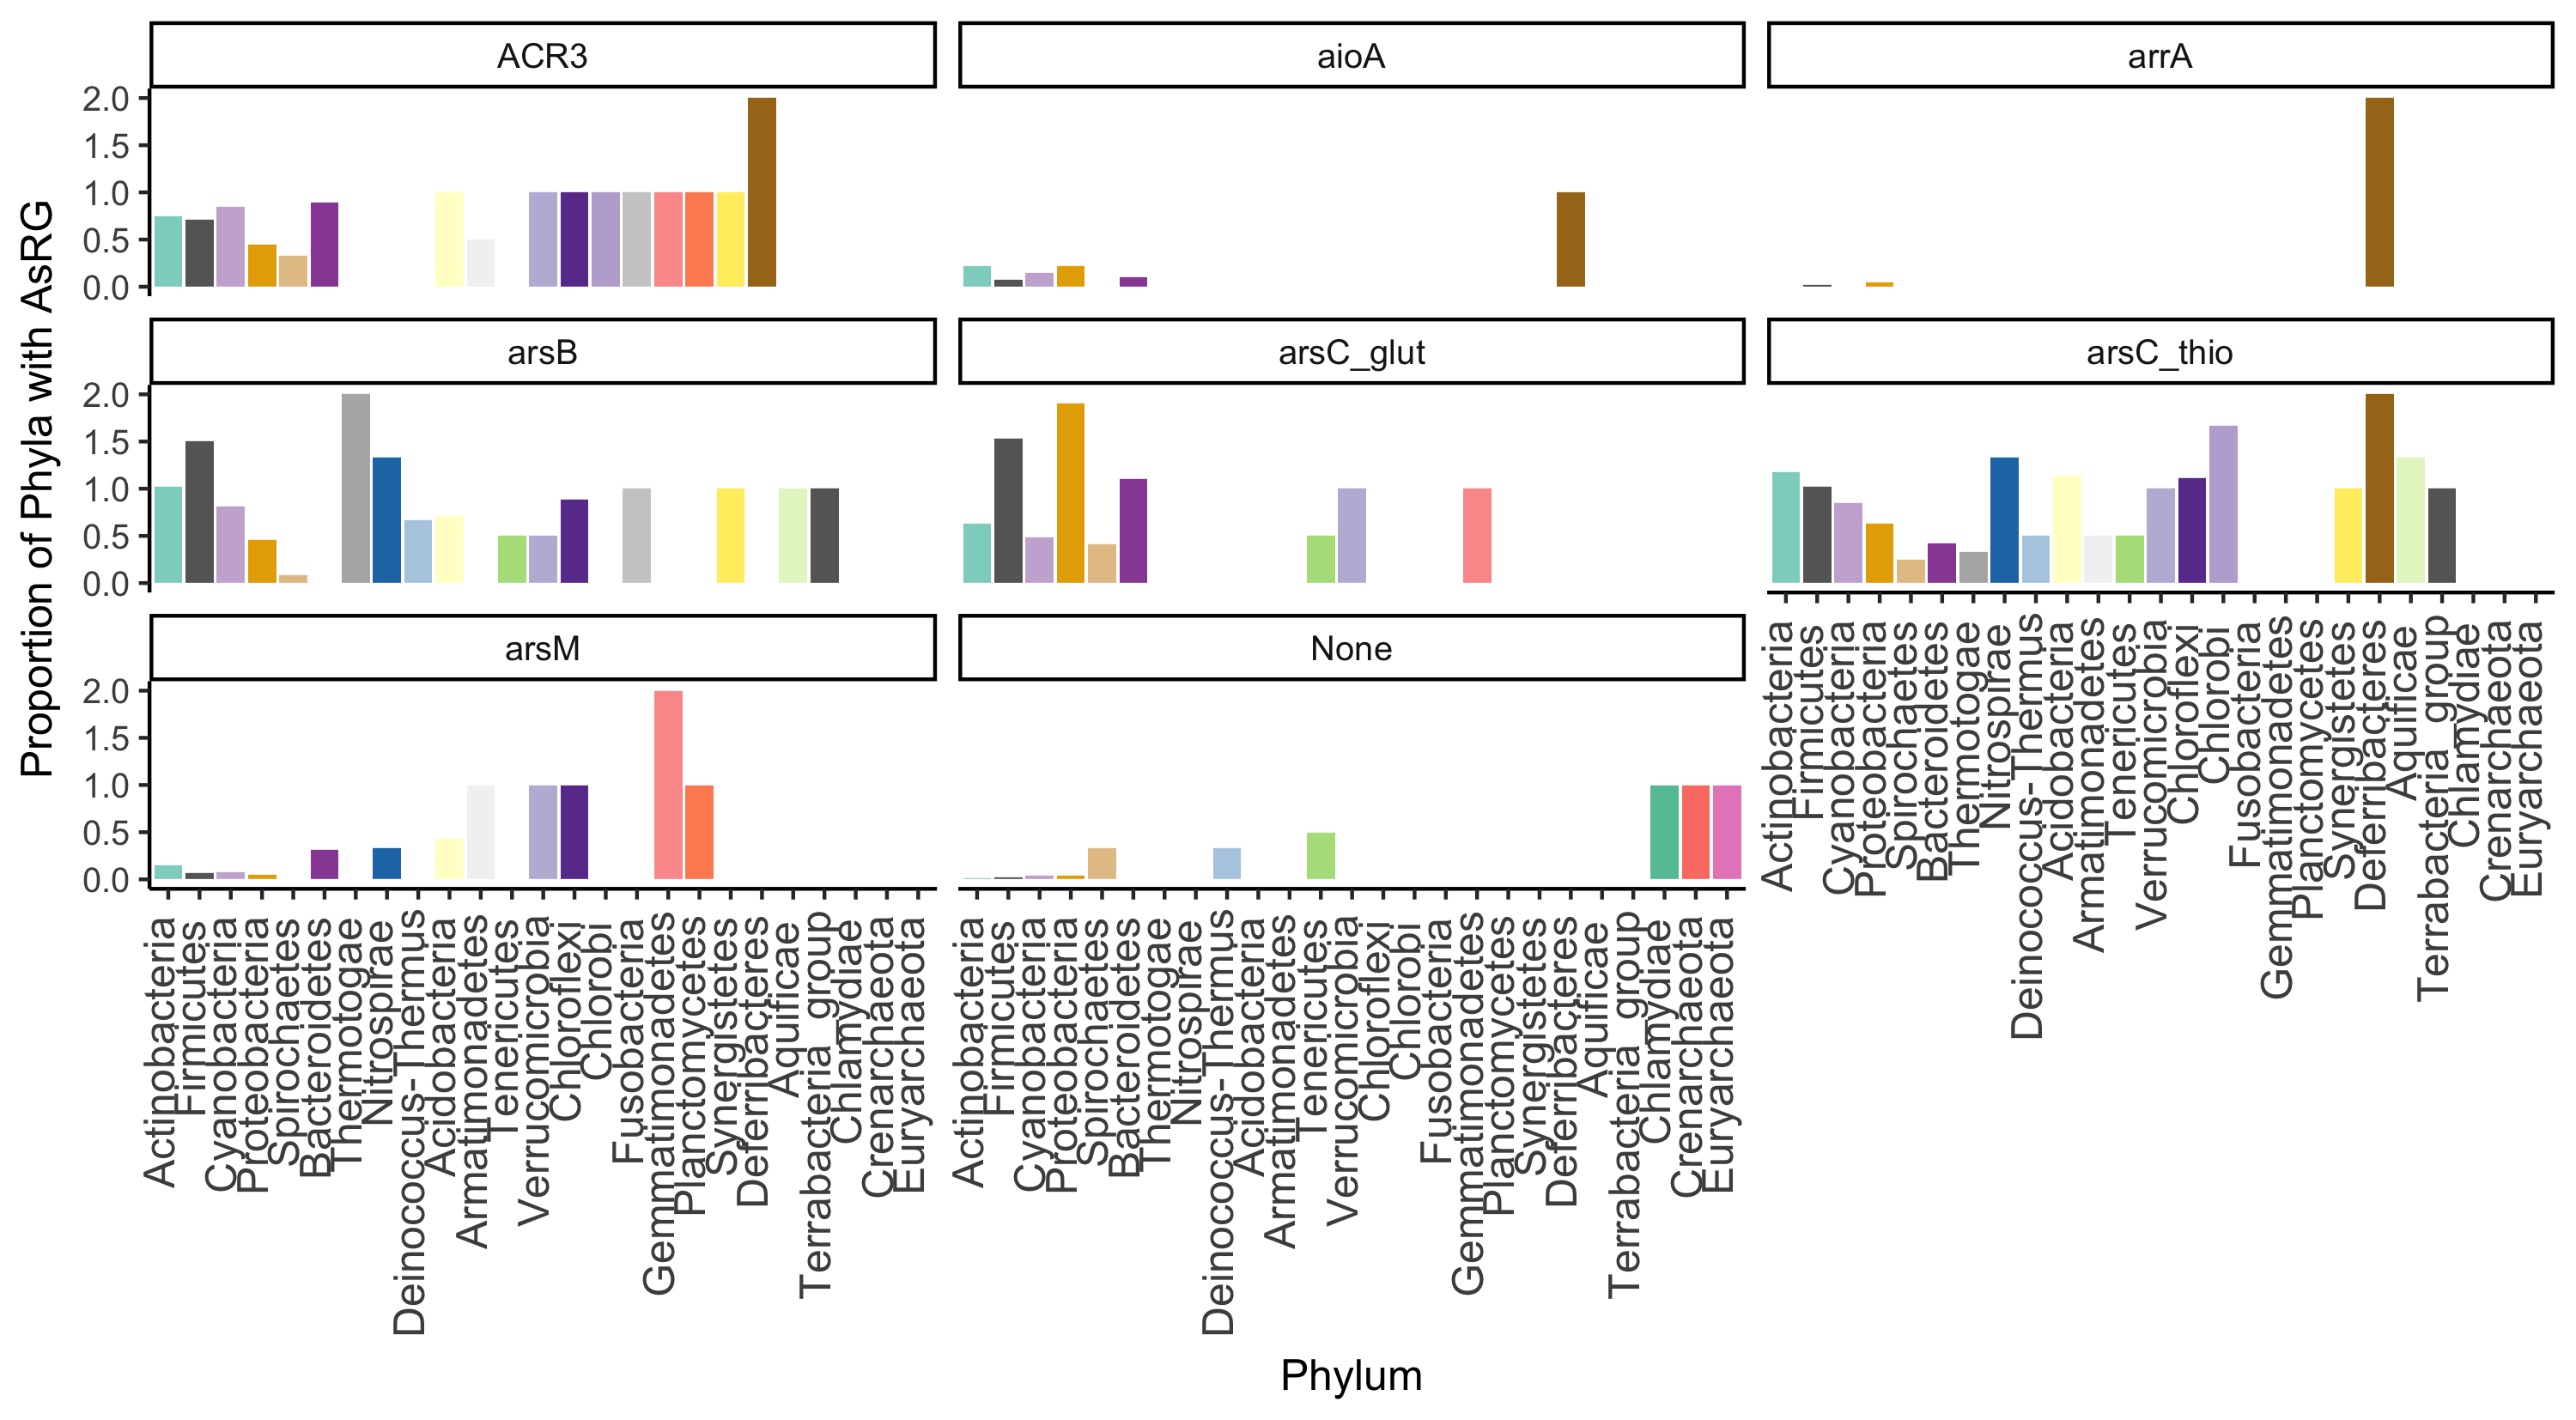 ACR3
aioA
arrA
2.0
1.5
1.0
0.5
0.0
arsB
arsC_glut
arsC_thio
2.0
1.5
1.0
0.5
0.0
arsM
None
2.0
1.5
1.0
0.5
0.0
Proportion of Phyla with AsRG
Actinobacteria
Firmicutes
Cyanobacteria
Proteobacteria
Spirochaetes
Bacteroidetes
Thermotogae
Nitrospirae
Deinococcus-Thermus
Acidobacteria
Armatimonadetes
Tenericutes
Verrucomicrobia
Chloroflexi
Chlorobi
Fusobacteria
Gemmatimonadetes
Planctomycetes
Synergistetes
Deferribacteres
Aquificae
Terrabacteria_group
Chlamydiae
Crenarchaeota
Euryarchaeota
Actinobacteria
Firmicutes
Cyanobacteria
Proteobacteria
Spirochaetes
Bacteroidetes
Thermotogae
Nitrospirae
Deinococcus-Thermus
Acidobacteria
Armatimonadetes
Tenericutes
Verrucomicrobia
Chloroflexi
Chlorobi
Fusobacteria
Gemmatimonadetes
Planctomycetes
Synergistetes
Deferribacteres
Aquificae
Terrabacteria_group
Chlamydiae
Crenarchaeota
Euryarchaeota
Actinobacteria
Firmicutes
Cyanobacteria
Proteobacteria
Spirochaetes
Bacteroidetes
Thermotogae
Nitrospirae
Deinococcus-Thermus
Acidobacteria
Armatimonadetes
Tenericutes
Verrucomicrobia
Chloroflexi
Chlorobi
Fusobacteria
Gemmatimonadetes
Planctomycetes
Synergistetes
Deferribacteres
Aquificae
Terrabacteria_group
Chlamydiae
Crenarchaeota
Euryarchaeota
Phylum